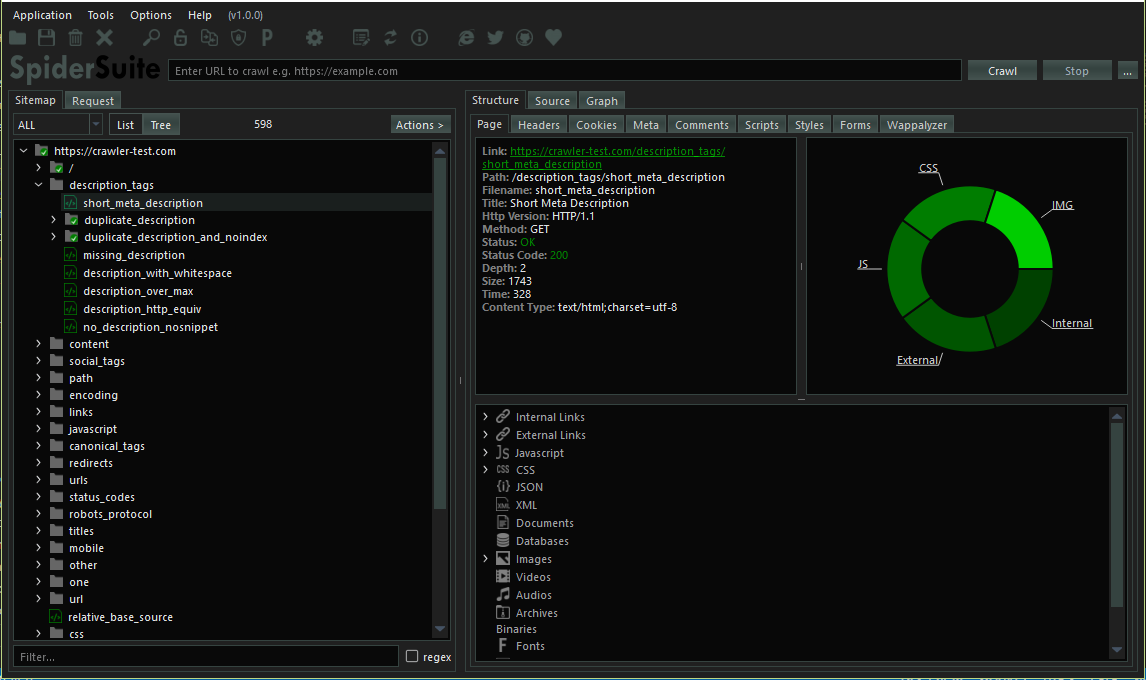 Application Tools Options Help (v1.0.0)
SpiderSuite
Enter URL to crawl e.g. https://example.com
Crawl Stop ...
Sitemap Request
ALL List Tree 598 Actions >
https://crawler-test.com
/
description_tags
short_meta_description
duplicate_description
duplicate_description_and_noindex
missing_description
description_with_whitespace
description_over_max
description_http_equiv
no_description_nosnippet
content
social_tags
path
encoding
links
javascript
canonical_tags
redirects
urls
status_codes
robots_protocol
titles
mobile
other
one
url
relative_base_source
css
Filter... regex
Structure Source Graph
Page Headers Cookies Meta Comments Scripts Styles Forms Wappalyzer
Link: https://crawler-test.com/description_tags/
short_meta_description
Path: /description_tags/short_meta_description
Filename: short_meta_description
Title: Short Meta Description
Http Version: HTTP/1.1
Method: GET
Status: OK
Status Code: 200
Depth: 2
Size: 1743
Time: 328
Content Type: text/html;charset=utf-8
CSS
IMG
JS
Internal
External
Internal Links
External Links
JS Javascript
CSS CSS
{i} JSON
XML XML
Documents
Databases
Images
Videos
Audios
Archives
Binaries
F Fonts